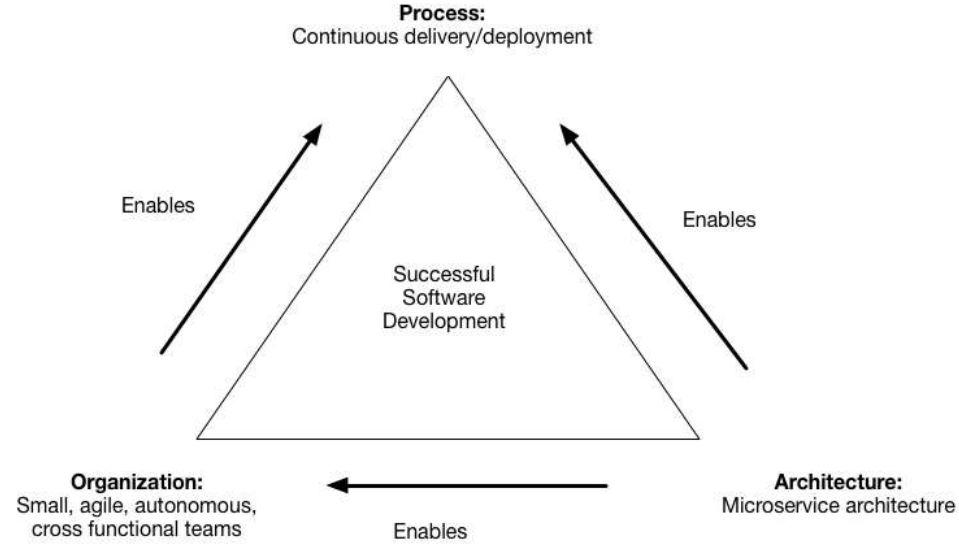 Process:
Continuous delivery/deployment
Enables
Enables
Successful
Software
Development
Organization:
Small, agile, autonomous,
cross functional teams
Enables
Architecture:
Microservice architecture